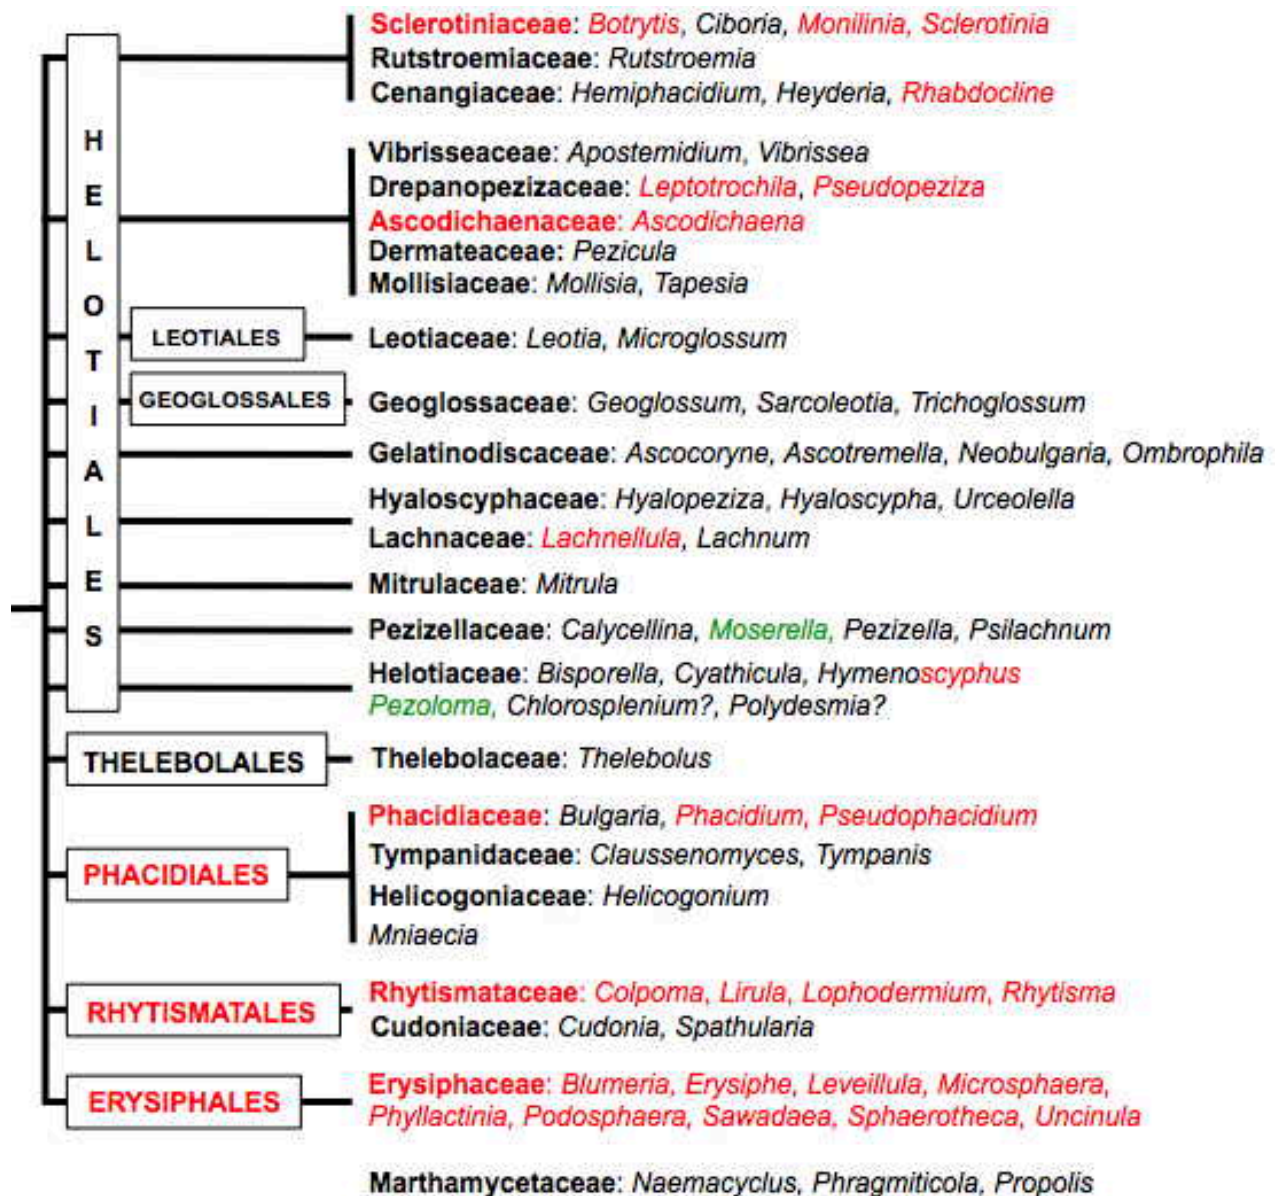 Sclerotiniaceae: Botrytis, Ciboria, Monilinia, Sclerotinia
Rutstroemiaceae: Rutstroemia
Cenangiaceae: Hemiphacidium, Heyderia, Rhabdocline
HELOTIALES
Vibrisseaceae: Apostemidium, Vibrissea
Drepanopezizaceae: Leptotrochila, Pseudopeziza
Ascodichaenaceae: Ascodichaena
Dermateaceae: Pezicula
Mollisiaceae: Mollisia, Tapesia
LEOTIALES
Leotiaceae: Leotia, Microglossum
GEOGLOSSALES
Geoglossaceae: Geoglossum, Sarcoleotia, Trichoglossum
Gelatinodiscaceae: Ascocoryne, Ascotremella, Neobulgaria, Ombrophila
Hyaloscyphaceae: Hyalopeziza, Hyaloscypha, Urceolella
Lachnaceae: Lachnellula, Lachnum
Mitrulaceae: Mitrula
Pezizellaceae: Calycellina, Moserella, Pezizella, Psilachnum
Helotiaceae: Bisporella, Cyathicula, Hymenoscyphus
Pezoloma, Chlorosplenium?, Polydesmia?
THELEBOLALES
Thelebolaceae: Thelebolus
Phacidiaceae: Bulgaria, Phacidium, Pseudophacidium
PHACIDIALES
Tympanidaceae: Claussenomyces, Tympanis
Helicogoniaceae: Helicogonium
Mniaecia
RHYTISMATALES
Rhytismataceae: Colpoma, Lirula, Lophodermium, Rhytisma
Cudoniaceae: Cudonia, Spathularia
ERYSIPHALES
Erysiphaceae: Blumeria, Erysiphe, Leveillula, Microsphaera,
Phyllactinia, Podosphaera, Sawadaea, Sphaerotheca, Uncinula
Marthamycetaceae: Naemacyclus, Phragmiticola, Propolis